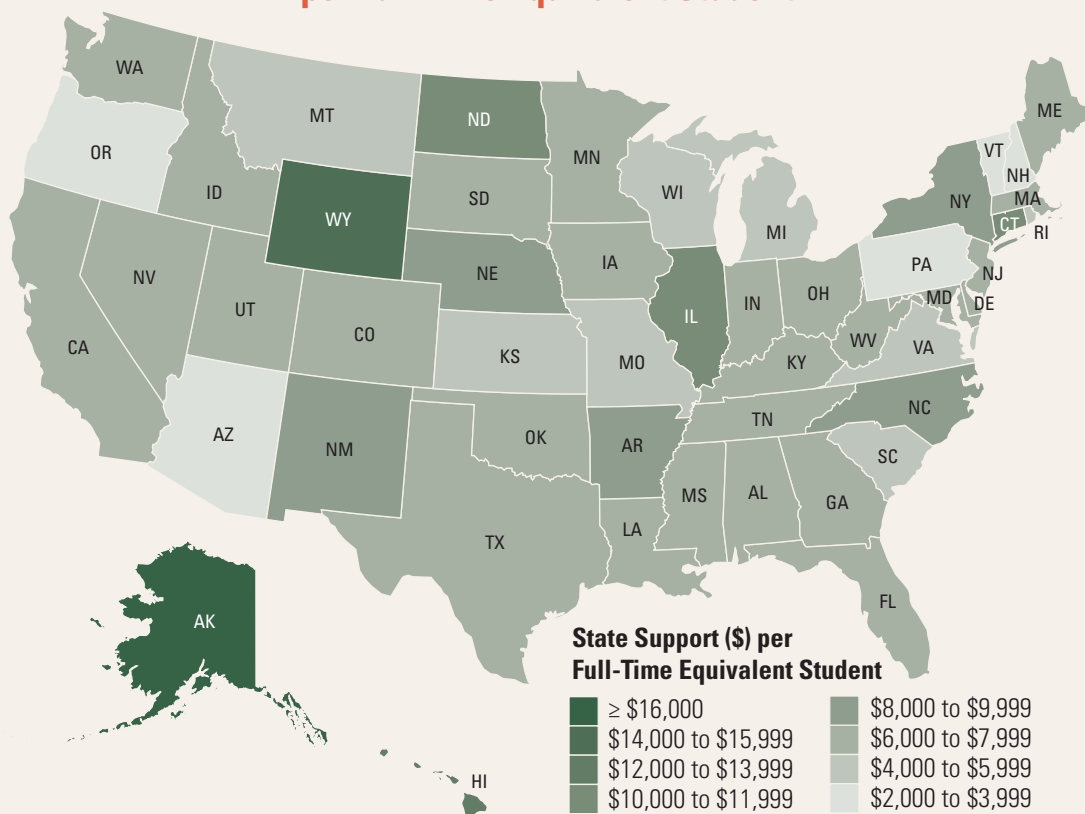 WA
MT
ND
ME
OR
MN
VT
ID
SD
WI
NH
WY
NY
MA
MI
CT
RI
NV
NE
IA
PA
NJ
UT
IL
IN
OH
MD
DE
CA
CO
KS
MO
WV
VA
KY
AZ
NM
OK
AR
TN
NC
SC
MS
AL
GA
TX
LA
FL
AK
HI
State Support ($) per
Full-Time Equivalent Student
≥ $16,000
$14,000 to $15,999
$12,000 to $13,999
$10,000 to $11,999
$8,000 to $9,999
$6,000 to $7,999
$4,000 to $5,999
$2,000 to $3,999